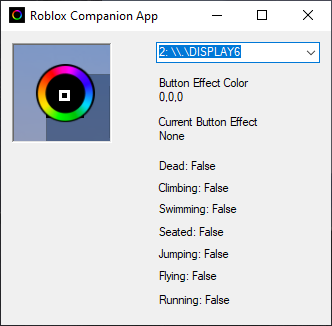 Roblox Companion App
2: \\.\DISPLAY6
Button Effect Color
0,0,0
Current Button Effect
None
Dead: False
Climbing: False
Swimming: False
Seated: False
Jumping: False
Flying: False
Running: False